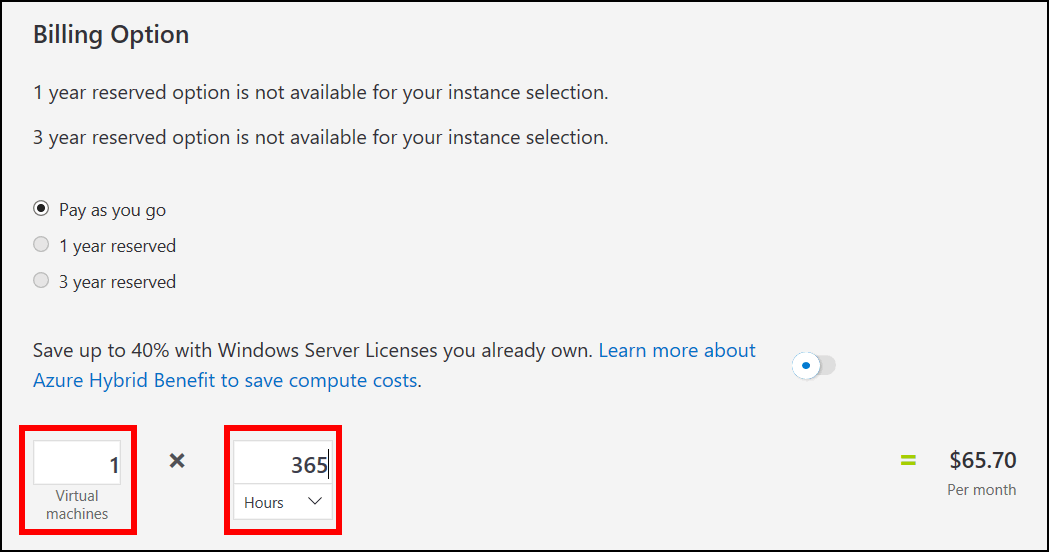 Billing Option
1 year reserved option is not available for your instance selection.
3 year reserved option is not available for your instance selection.
Pay as you go
1 year reserved
3 year reserved
Save up to 40% with Windows Server Licenses you already own. Learn more about
Azure Hybrid Benefit to save compute costs.
1 × 365 = $65.70
Virtual
machines
Hours
Per month